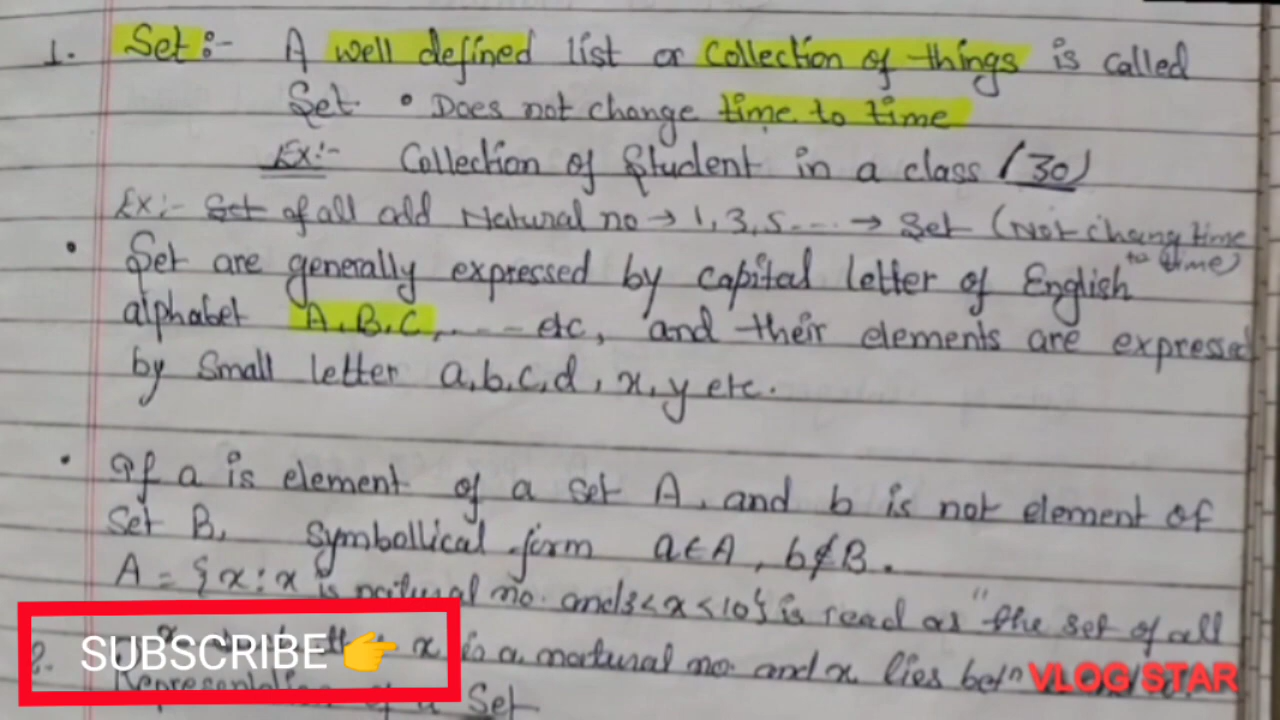 1. Set:- A well defined list or Collection of things is called
Set • Does not change time to time
Ex:- Collection of Student in a class (30)
Ex:- Set of all odd Natural no → 1, 3, 5..... → Set (Not chang time to time)
• Set are generally expressed by capital letter of English
alphabet A, B, C, .... etc, and their elements are expressed
by Small letter a, b, c, d, x, y etc.
• If a is element of a set A, and b is not element of
Set B, Symbollical form a∈A, b∉B.
A = {x : x is natural no. and 3<x<10} is read as "the set of all
x is a natural no. and x lies betn
2. Representation of a Set
SUBSCRIBE 👉
VLOG STAR